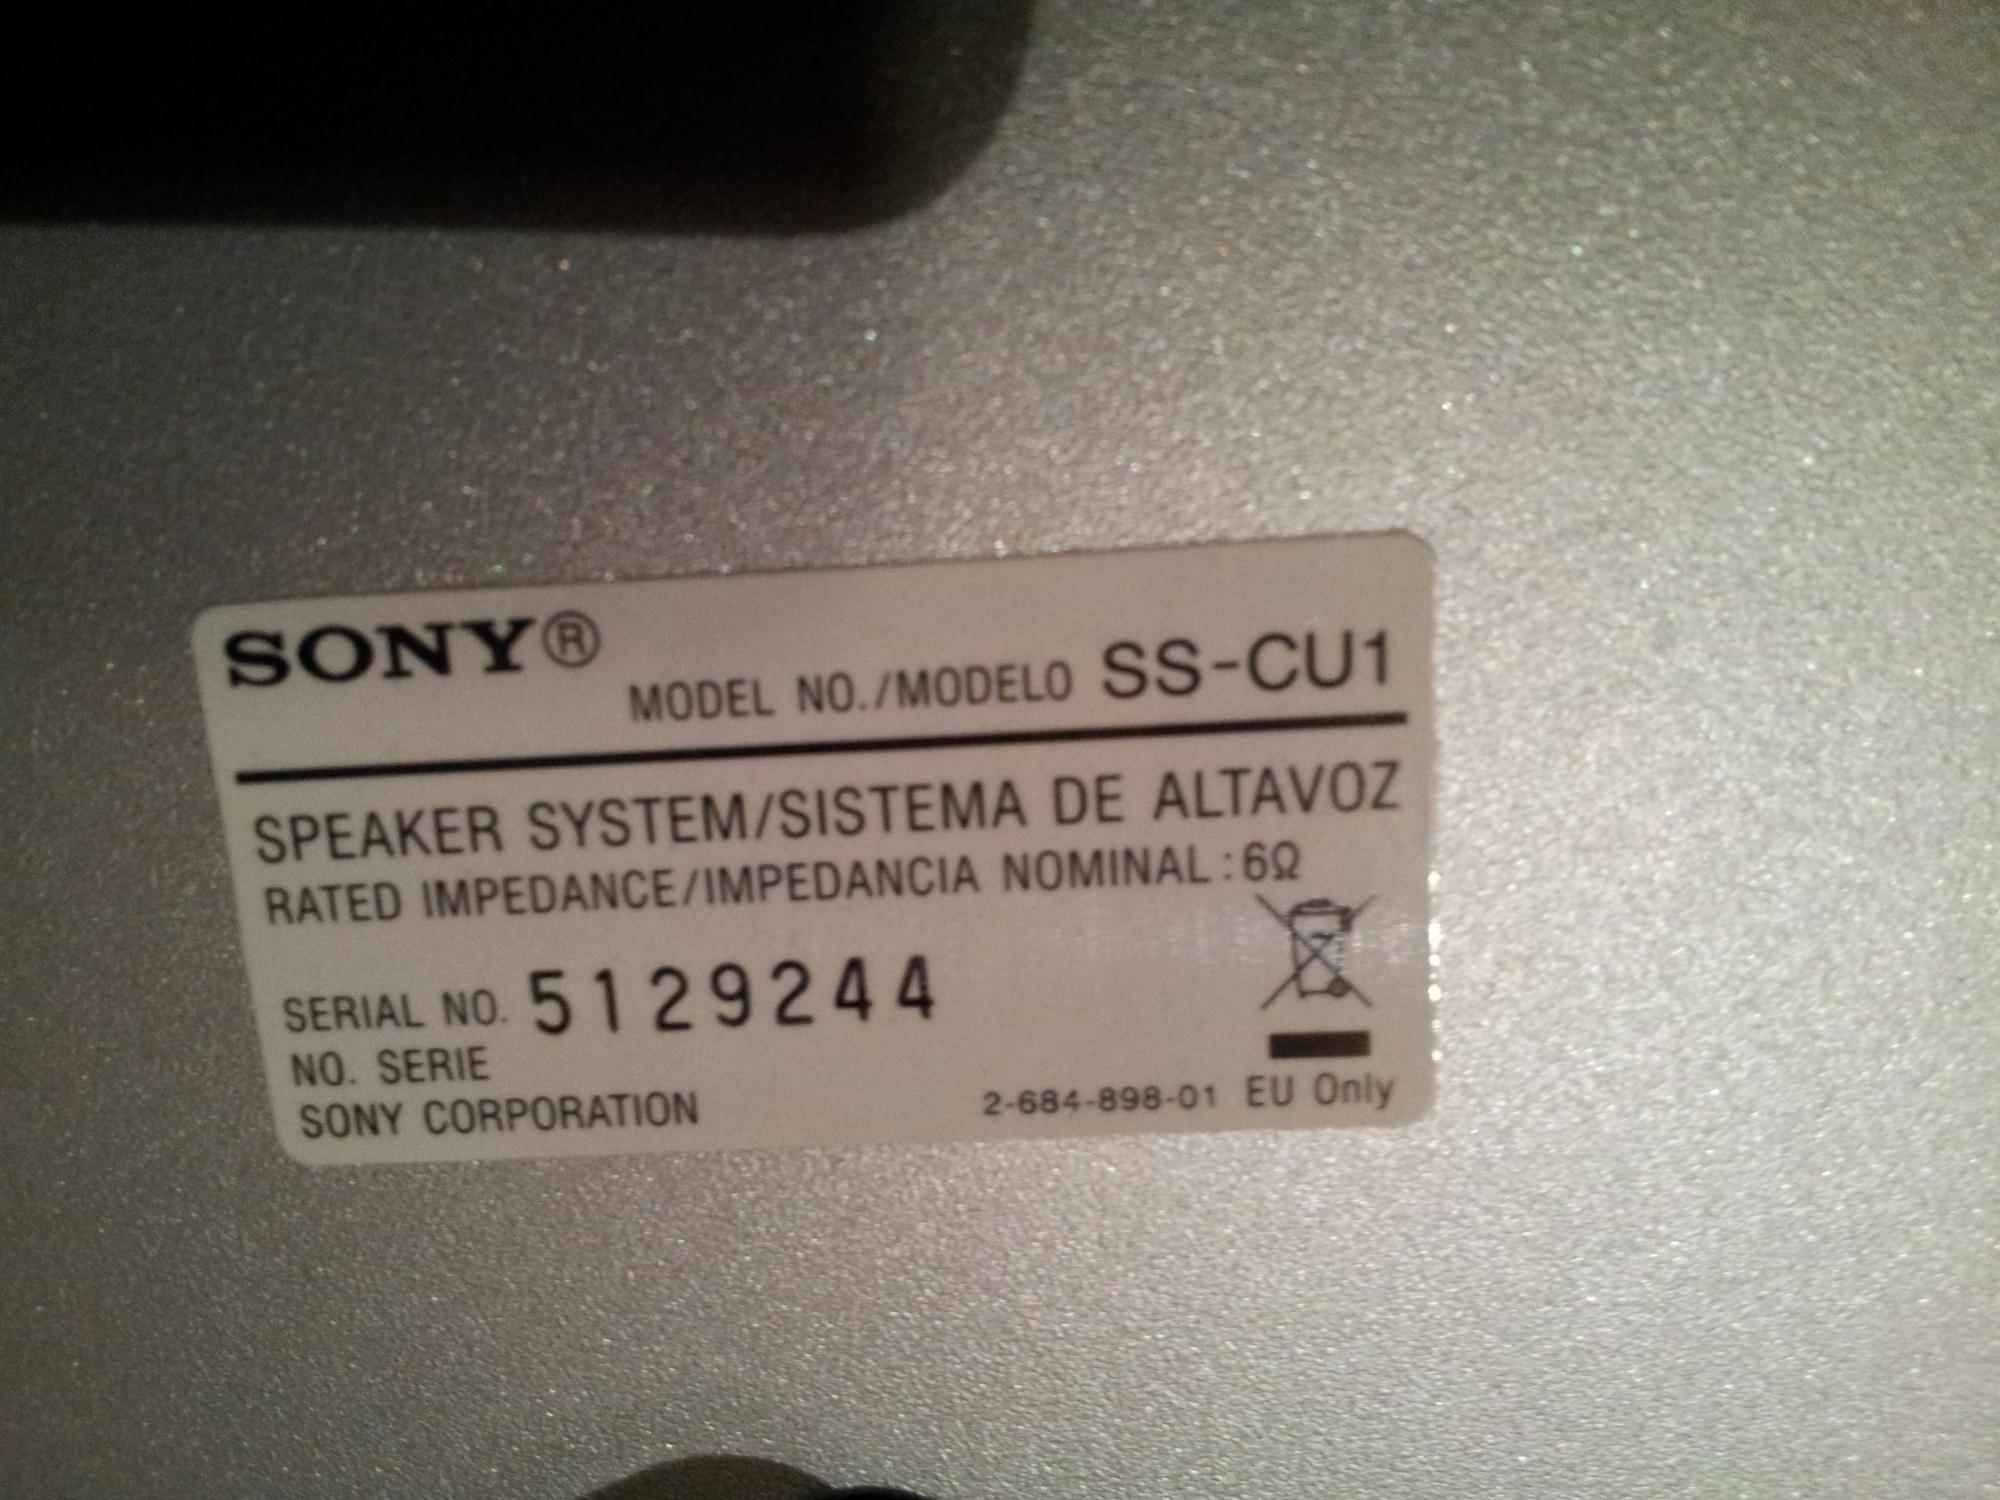 SONY®
MODEL NO./MODELO SS-CU1
SPEAKER SYSTEM/SISTEMA DE ALTAVOZ
RATED IMPEDANCE/IMPEDANCIA NOMINAL:6Ω
SERIAL NO. 5129244
NO. SERIE
SONY CORPORATION
2-684-898-01 EU Only